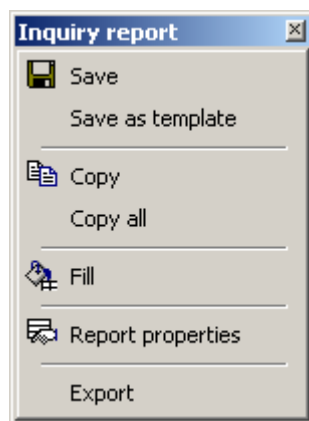 Inquiry report
Save
Save as template
Copy
Copy all
Fill
Report properties
Export